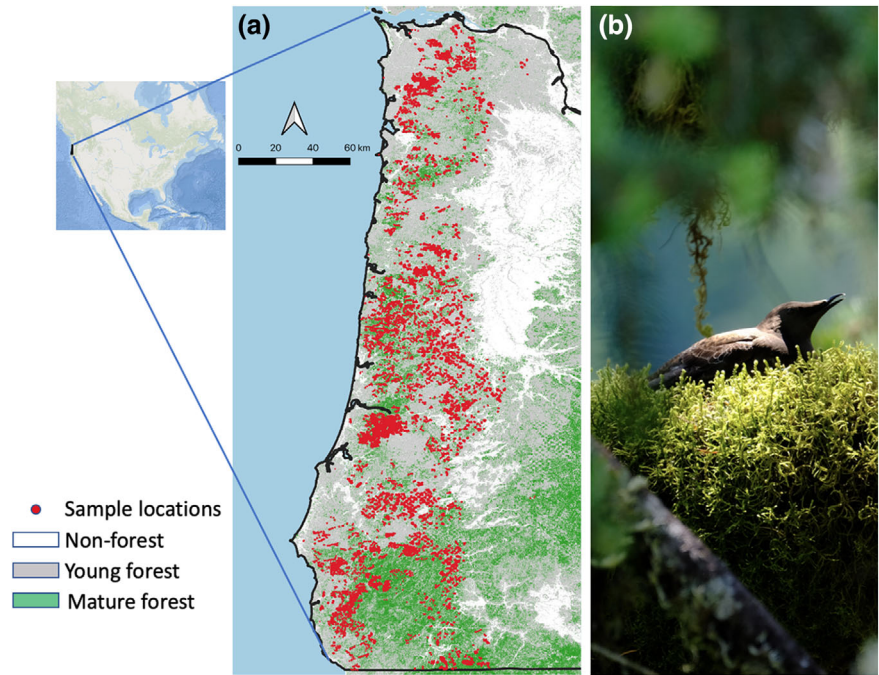 (a)
(b)
0 20 40 60 km
Sample locations
Non-forest
Young forest
Mature forest